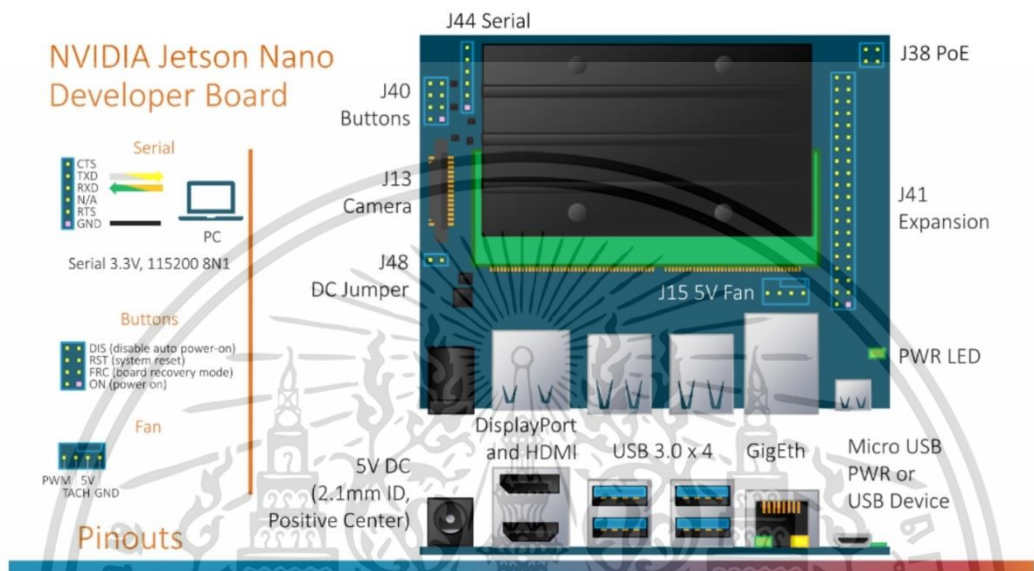 J44 Serial
NVIDIA Jetson Nano
Developer Board
J38 PoE
J40
Buttons
Serial
CTS
TXD
RXD
N/A
RTS
GND
PC
Serial 3.3V, 115200 8N1
J13
Camera
J41
Expansion
J48
DC Jumper
J15 5V Fan
Buttons
DIS (disable auto power-on)
RST (system reset)
FRC (board recovery mode)
ON (power on)
PWR LED
Fan
PWM 5V
TACH GND
DisplayPort
and HDMI
USB 3.0 x 4
GigEth
Micro USB
PWR or
USB Device
5V DC
(2.1mm ID,
Positive Center)
Pinouts